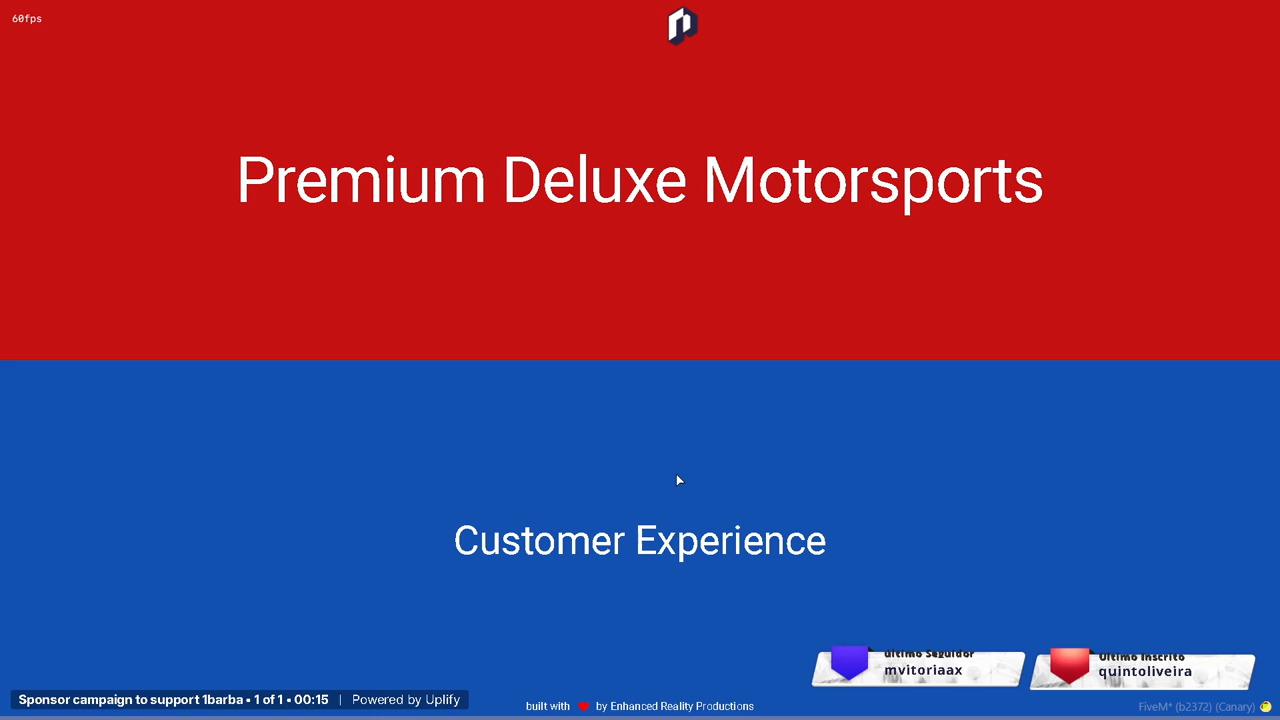 60fps
Premium Deluxe Motorsports
Customer Experience
Último Seguidor
mvitoriaax
Último Inscrito
quintoliveira
Sponsor campaign to support 1barba • 1 of 1 • 00:15 | Powered by Uplify
built with ❤ by Enhanced Reality Productions
FiveM* (b2372) (Canary)